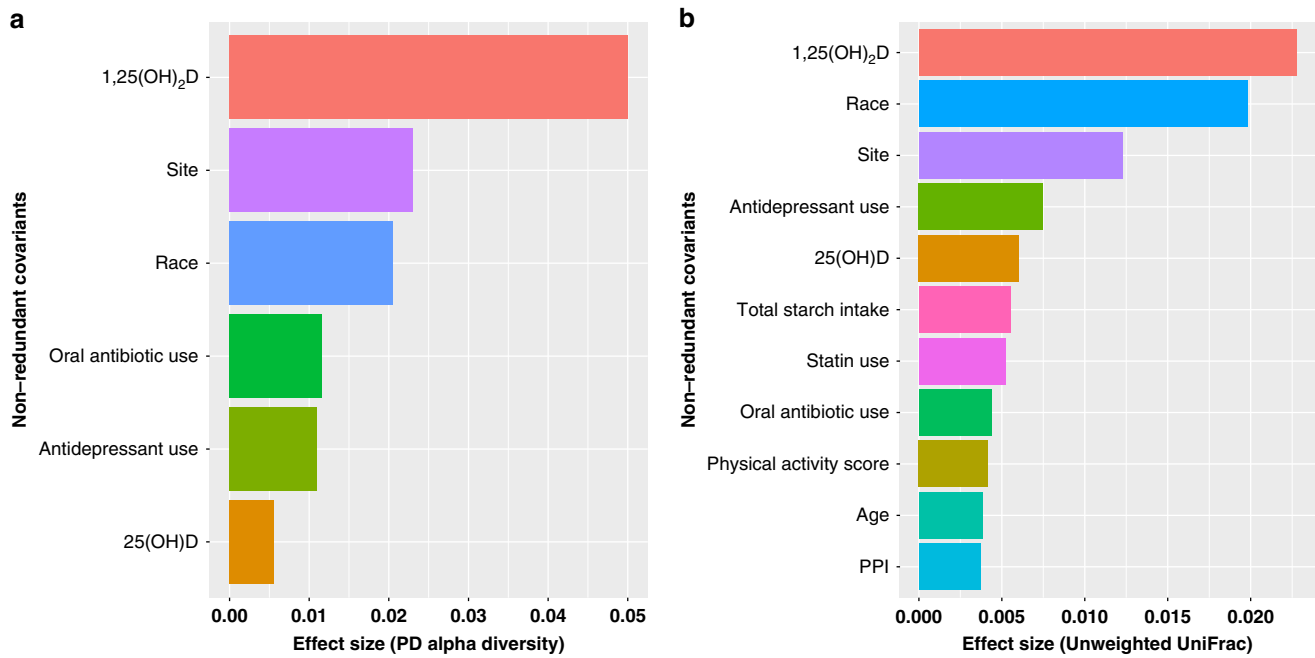 a
Non–redundant covariants
1,25(OH)₂D
Site
Race
Oral antibiotic use
Antidepressant use
25(OH)D
0.00 0.01 0.02 0.03 0.04 0.05
Effect size (PD alpha diversity)
b
Non–redundant covariants
1,25(OH)₂D
Race
Site
Antidepressant use
25(OH)D
Total starch intake
Statin use
Oral antibiotic use
Physical activity score
Age
PPI
0.000 0.005 0.010 0.015 0.020
Effect size (Unweighted UniFrac)